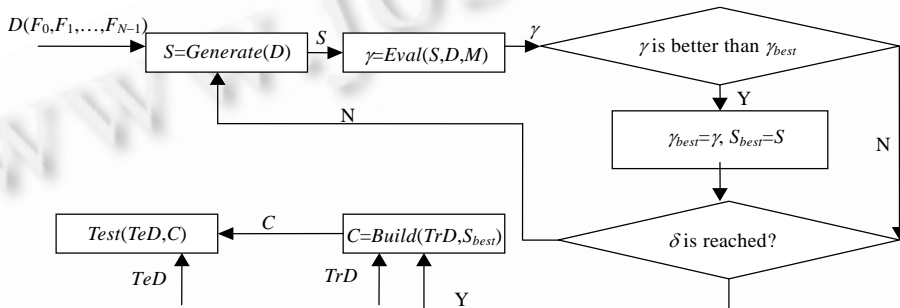 D(F0,F1,…,FN-1)
S=Generate(D)
S
γ=Eval(S,D,M)
γ
γ is better than γbest
Y
N
γbest=γ, Sbest=S
N
δ is reached?
Test(TeD,C)
C
C=Build(TrD,Sbest)
TeD
TrD
Y